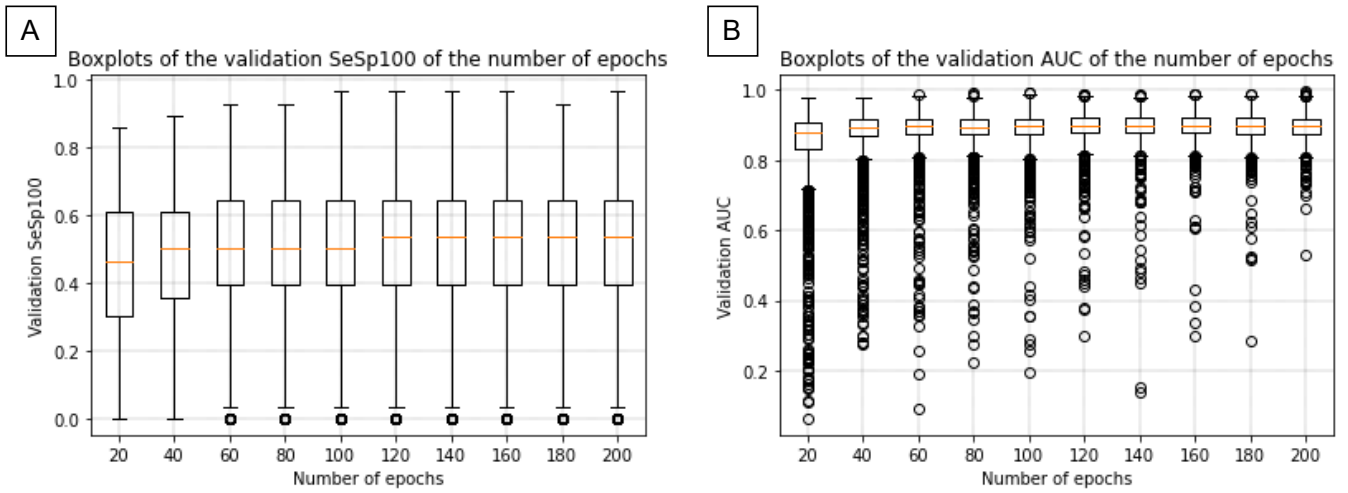 A
Boxplots of the validation SeSp100 of the number of epochs
1.0
0.8
0.6
0.4
0.2
0.0
Validation SeSp100
20 40 60 80 100 120 140 160 180 200
Number of epochs
B
Boxplots of the validation AUC of the number of epochs
1.0
0.8
0.6
0.4
0.2
Validation AUC
20 40 60 80 100 120 140 160 180 200
Number of epochs